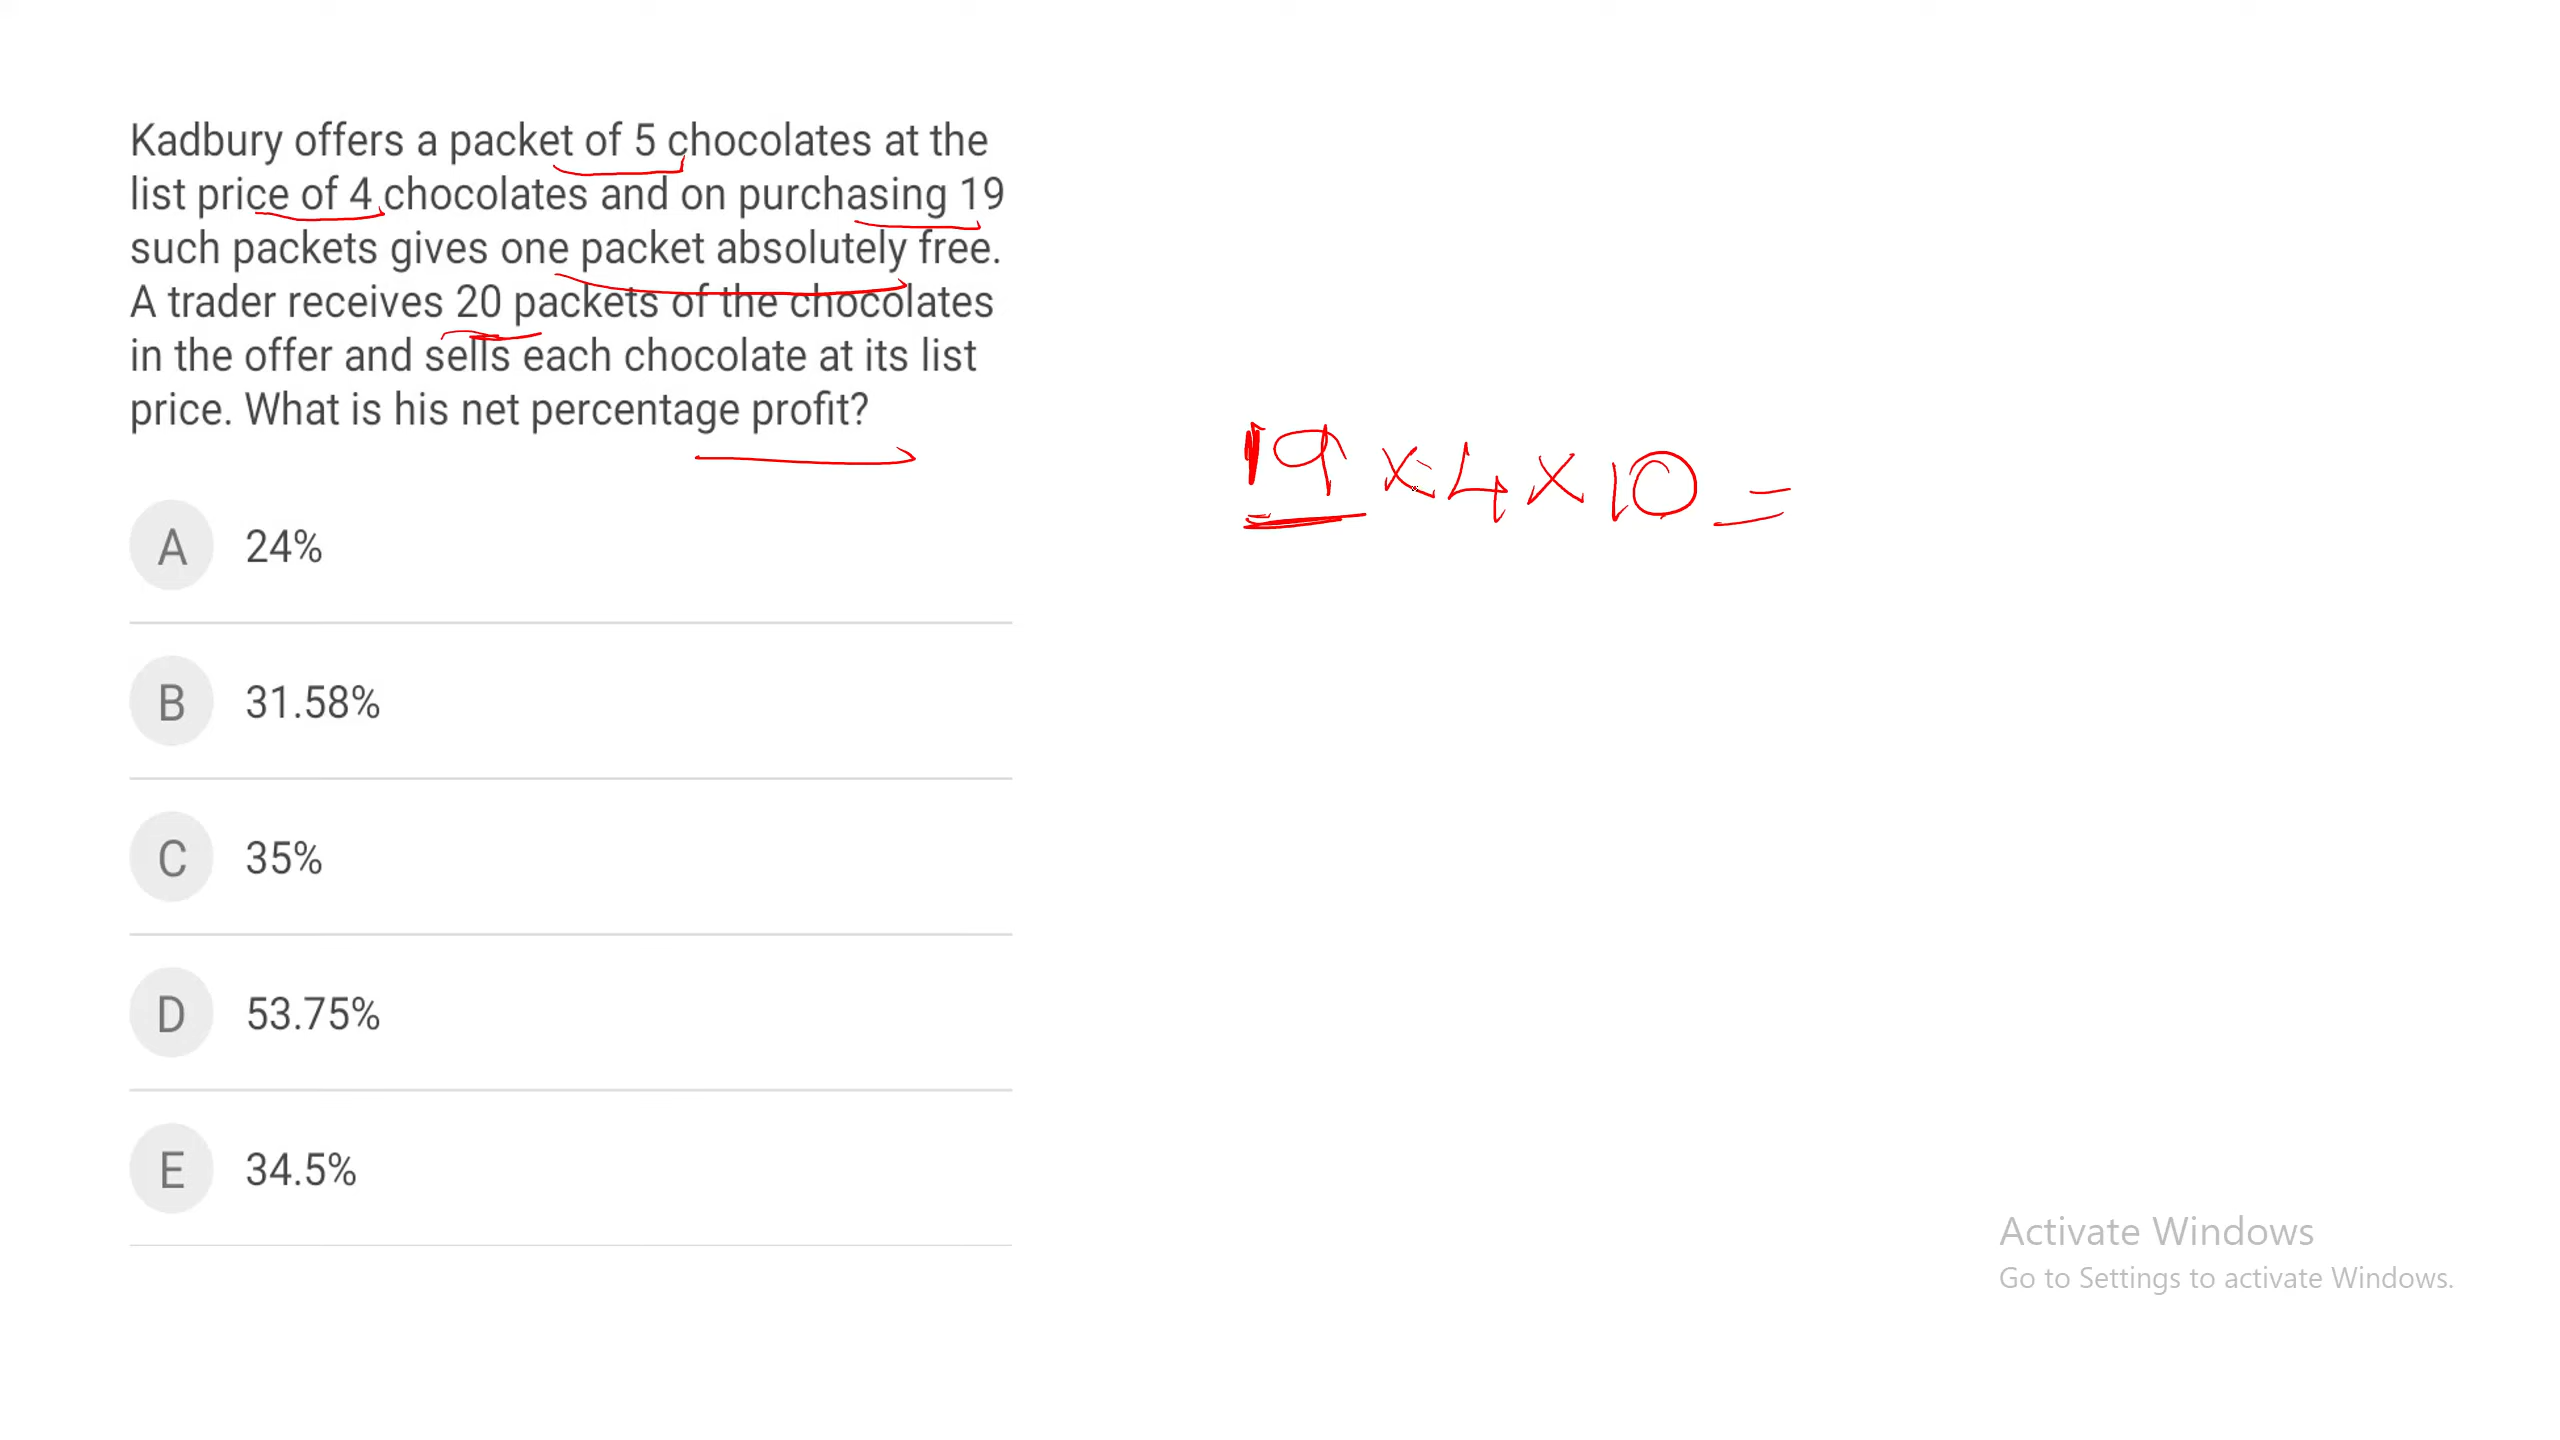 Kadbury offers a packet of 5 chocolates at the
list price of 4 chocolates and on purchasing 19
such packets gives one packet absolutely free.
A trader receives 20 packets of the chocolates
in the offer and sells each chocolate at its list
price. What is his net percentage profit?
A 24%
B 31.58%
C 35%
D 53.75%
E 34.5%
19 × 4 × 10 =
Activate Windows
Go to Settings to activate Windows.